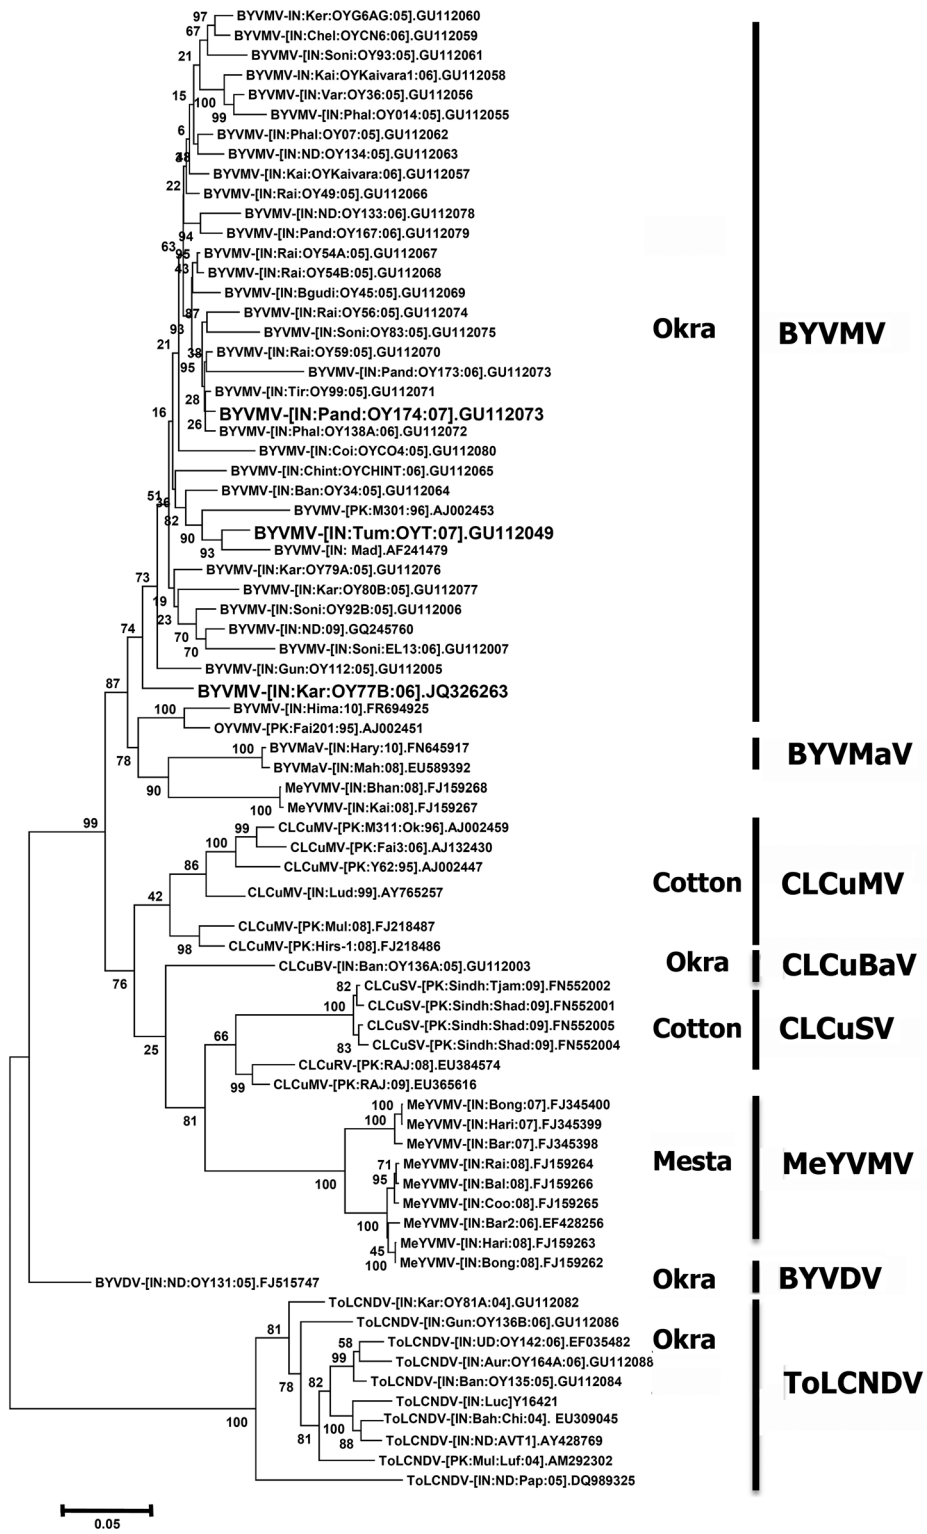 97 BYVMV-IN:Ker:OYG6AG:05].GU112060
67 BYVMV-[IN:Chel:OYCN6:06].GU112059
21 BYVMV-[IN:Soni:OY93:05].GU112061
BYVMV-IN:Kai:OYKaivara1:06].GU112058
15 100 BYVMV-[IN:Var:OY36:05].GU112056
99 BYVMV-[IN:Phal:OY014:05].GU112055
6 BYVMV-[IN:Phal:OY07:05].GU112062
BYVMV-[IN:ND:OY134:05].GU112063
BYVMV-[IN:Kai:OYKaivara:06].GU112057
22 BYVMV-[IN:Rai:OY49:05].GU112066
BYVMV-[IN:ND:OY133:06].GU112078
94 BYVMV-[IN:Pand:OY167:06].GU112079
63 95 BYVMV-[IN:Rai:OY54A:05].GU112067
43 BYVMV-[IN:Rai:OY54B:05].GU112068
BYVMV-[IN:Bgudi:OY45:05].GU112069
87 BYVMV-[IN:Rai:OY56:05].GU112074
93 BYVMV-[IN:Soni:OY83:05].GU112075
Okra BYVMV
21 38 BYVMV-[IN:Rai:OY59:05].GU112070
95 BYVMV-[IN:Pand:OY173:06].GU112073
28 BYVMV-[IN:Tir:OY99:05].GU112071
16 BYVMV-[IN:Pand:OY174:07].GU112073
26 BYVMV-[IN:Phal:OY138A:06].GU112072
BYVMV-[IN:Coi:OYCO4:05].GU112080
BYVMV-[IN:Chint:OYCHINT:06].GU112065
51 36 BYVMV-[IN:Ban:OY34:05].GU112064
82 BYVMV-[PK:M301:96].AJ002453
90 BYVMV-[IN:Tum:OYT:07].GU112049
93 BYVMV-[IN: Mad].AF241479
73 BYVMV-[IN:Kar:OY79A:05].GU112076
19 BYVMV-[IN:Kar:OY80B:05].GU112077
23 BYVMV-[IN:Soni:OY92B:05].GU112006
74 70 BYVMV-[IN:ND:09].GQ245760
70 BYVMV-[IN:Soni:EL13:06].GU112007
BYVMV-[IN:Gun:OY112:05].GU112005
87 BYVMV-[IN:Kar:OY77B:06].JQ326263
100 BYVMV-[IN:Hima:10].FR694925
OYVMV-[PK:Fai201:95].AJ002451
78 100 BYVMaV-[IN:Hary:10].FN645917
BYVMaV-[IN:Mah:08].EU589392
BYVMaV
90 MeYVMV-[IN:Bhan:08].FJ159268
100 MeYVMV-[IN:Kai:08].FJ159267
99 99 CLCuMV-[PK:M311:Ok:96].AJ002459
100 CLCuMV-[PK:Fai3:06].AJ132430
86 CLCuMV-[PK:Y62:95].AJ002447
Cotton CLCuMV
42 CLCuMV-[IN:Lud:99].AY765257
CLCuMV-[PK:Mul:08].FJ218487
98 CLCuMV-[PK:Hirs-1:08].FJ218486
76 CLCuBV-[IN:Ban:OY136A:05].GU112003
Okra CLCuBaV
82 CLCuSV-[PK:Sindh:Tjam:09].FN552002
100 CLCuSV-[PK:Sindh:Shad:09].FN552001
CLCuSV-[PK:Sindh:Shad:09].FN552005
Cotton CLCuSV
25 66 83 CLCuSV-[PK:Sindh:Shad:09].FN552004
CLCuRV-[PK:RAJ:08].EU384574
99 CLCuMV-[PK:RAJ:09].EU365616
100 MeYVMV-[IN:Bong:07].FJ345400
81 100 MeYVMV-[IN:Hari:07].FJ345399
MeYVMV-[IN:Bar:07].FJ345398
71 MeYVMV-[IN:Rai:08].FJ159264
Mesta MeYVMV
100 95 MeYVMV-[IN:Bal:08].FJ159266
MeYVMV-[IN:Coo:08].FJ159265
100 MeYVMV-[IN:Bar2:06].EF428256
45 MeYVMV-[IN:Hari:08].FJ159263
100 MeYVMV-[IN:Bong:08].FJ159262
BYVDV-[IN:ND:OY131:05].FJ515747
Okra BYVDV
ToLCNDV-[IN:Kar:OY81A:04].GU112082
81 ToLCNDV-[IN:Gun:OY136B:06].GU112086
58 ToLCNDV-[IN:UD:OY142:06].EF035482
Okra
99 ToLCNDV-[IN:Aur:OY164A:06].GU112088
78 82 ToLCNDV-[IN:Ban:OY135:05].GU112084
ToLCNDV
ToLCNDV-[IN:Luc]Y16421
100 100 ToLCNDV-[IN:Bah:Chi:04]. EU309045
81 88 ToLCNDV-[IN:ND:AVT1].AY428769
ToLCNDV-[PK:Mul:Luf:04].AM292302
ToLCNDV-[IN:ND:Pap:05].DQ989325
0.05